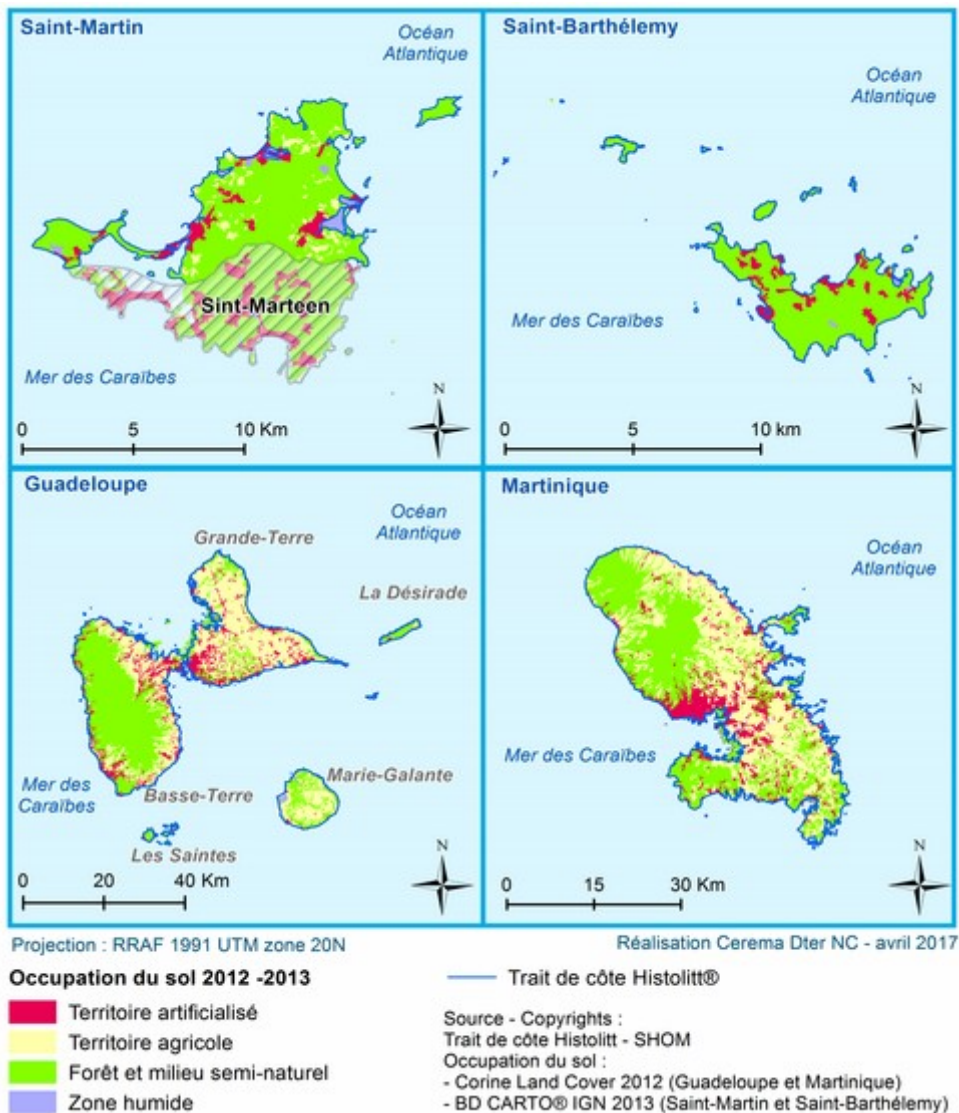 Saint-Martin
Océan
Atlantique
Sint-Marteen
Mer des Caraïbes
N
0 5 10 Km
Saint-Barthélemy
Océan
Atlantique
Mer des Caraïbes
N
0 5 10 Km
Guadeloupe
Océan
Atlantique
Grande-Terre
La Désirade
Marie-Galante
Mer des
Caraïbes
Basse-Terre
Les Saintes
N
0 20 40 Km
Martinique
Océan
Atlantique
Mer des Caraïbes
N
0 15 30 Km
Projection : RRAF 1991 UTM zone 20N
Réalisation Cerema Dter NC - avril 2017
Occupation du sol 2012 -2013
Territoire artificialisé
Territoire agricole
Forêt et milieu semi-naturel
Zone humide
Trait de côte Histolitt®
Source - Copyrights :
Trait de côte Histolitt - SHOM
Occupation du sol :
- Corine Land Cover 2012 (Guadeloupe et Martinique)
- BD CARTO® IGN 2013 (Saint-Martin et Saint-Barthélemy)